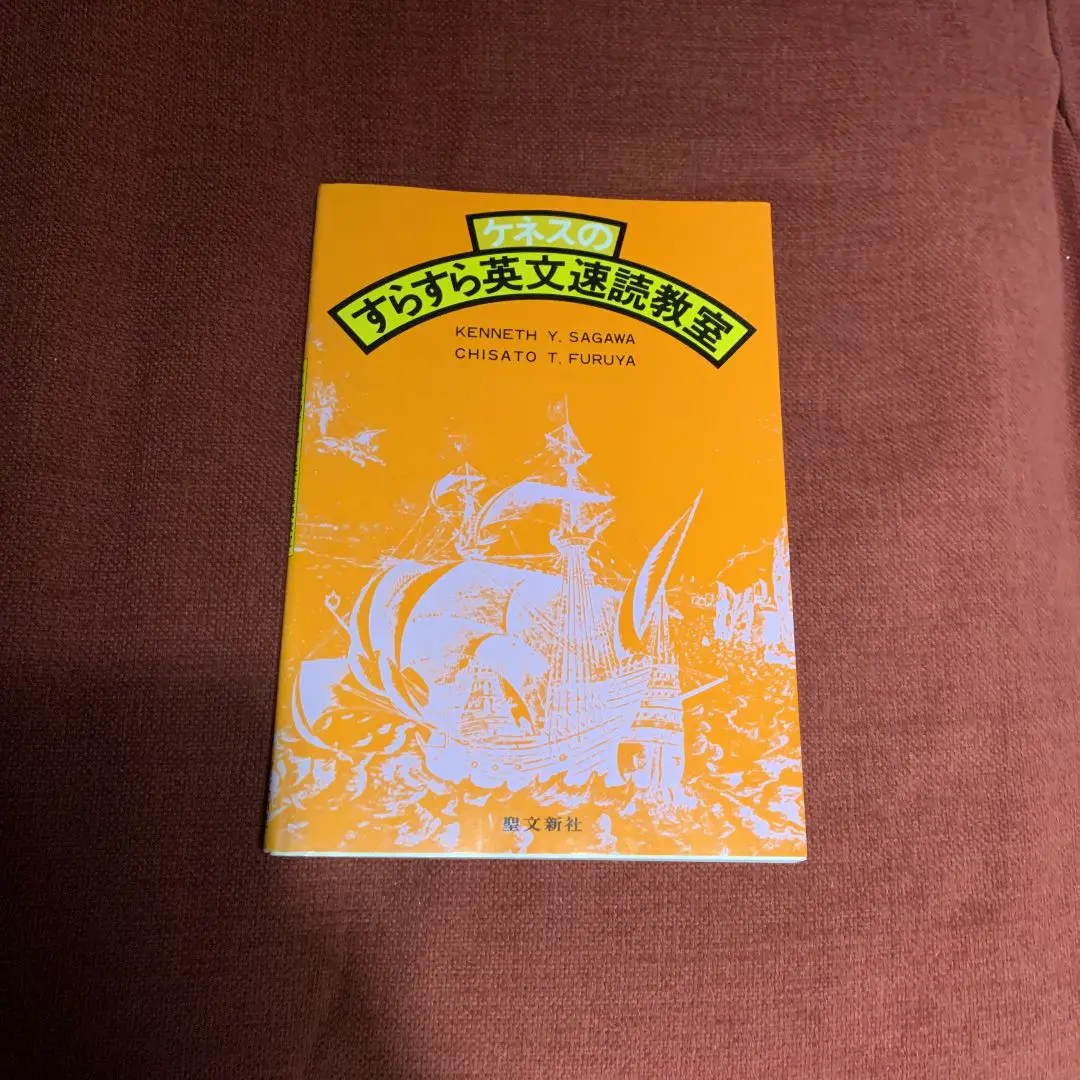 ケネスの
すらすら英文速読教室
KENNETH Y. SAGAWA
CHISATO T. FURUYA
聖文新社